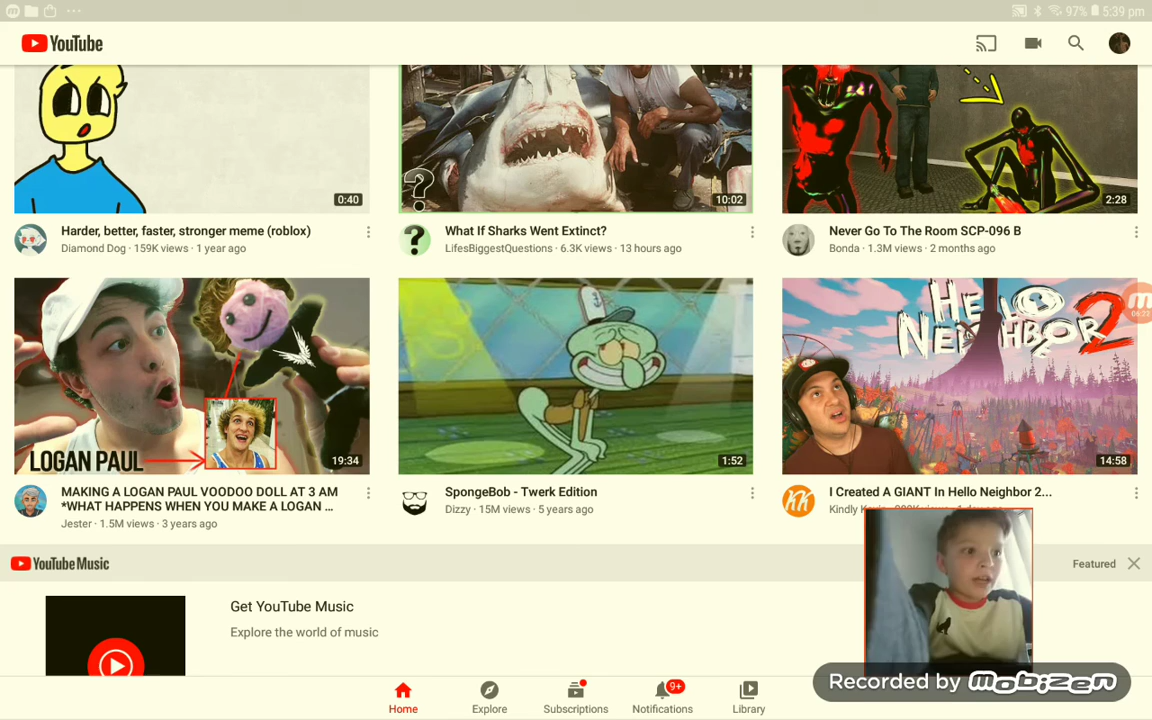 97% 5:39 pm
YouTube
?
0:40
10:02
2:28
Harder, better, faster, stronger meme (roblox)
Diamond Dog · 159K views · 1 year ago
What If Sharks Went Extinct?
LifesBiggestQuestions · 6.3K views · 13 hours ago
Never Go To The Room SCP-096 B
Bonda · 1.3M views · 2 months ago
LOGAN PAUL
19:34
1:52
HELLO
NEIGHBOR 2
06:23
14:58
MAKING A LOGAN PAUL VOODOO DOLL AT 3 AM
*WHAT HAPPENS WHEN YOU MAKE A LOGAN ...
Jester · 1.5M views · 3 years ago
SpongeBob - Twerk Edition
Dizzy · 15M views · 5 years ago
KK
I Created A GIANT In Hello Neighbor 2...
Kindly
YouTube Music
Featured
Get YouTube Music
Explore the world of music
Recorded by mobizen
9+
Home
Explore
Subscriptions
Notifications
Library